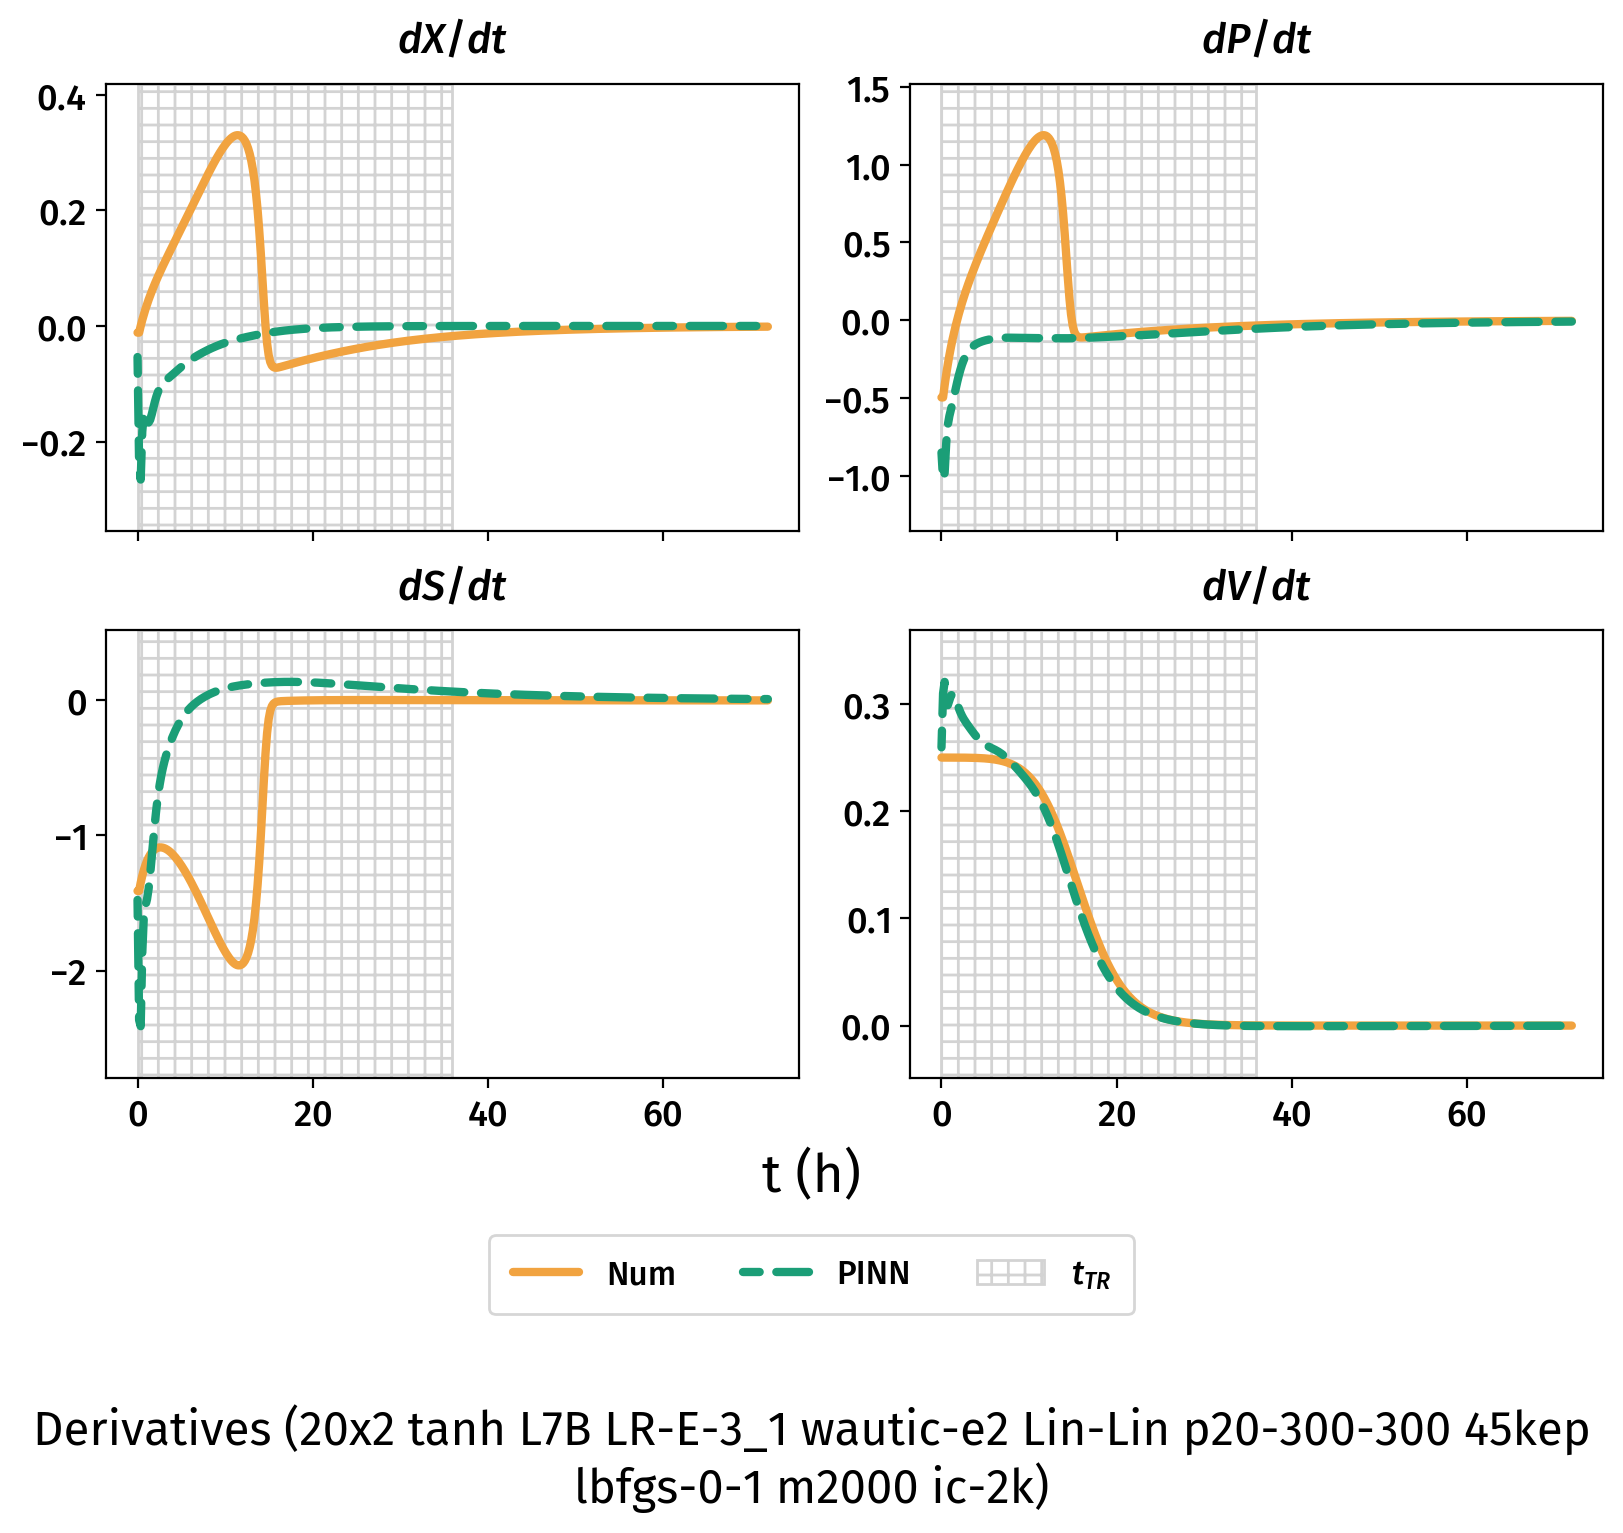 dX/dt
dP/dt
0.4
0.2
0.0
−0.2
1.5
1.0
0.5
0.0
−0.5
−1.0
dS/dt
dV/dt
0
−1
−2
0.3
0.2
0.1
0.0
0 20 40 60
0 20 40 60
t (h)
Num PINN t_TR
Derivatives (20x2 tanh L7B LR-E-3_1 wautic-e2 Lin-Lin p20-300-300 45kep
lbfgs-0-1 m2000 ic-2k)